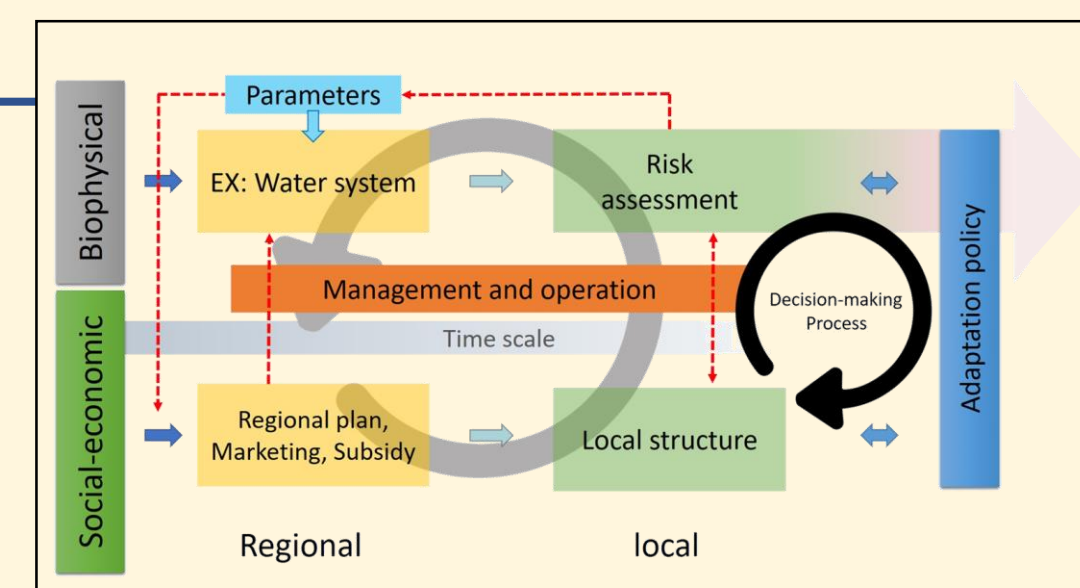 Biophysical
Parameters
EX: Water system
Risk
assessment
Management and operation
Time scale
Decision-making
Process
Adaptation policy
Social-economic
Regional plan,
Marketing, Subsidy
Local structure
Regional
local